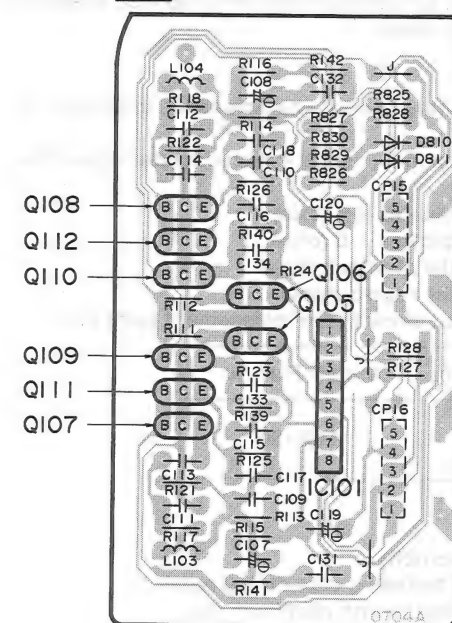 L104 R116 R142 J
C108 C132
R118 R825
C112 R114 R827 R828
R122 C118 R830 D810
C114 C110 R829 D811
R126 R826 CP15
Q108 B C E C116 C120 5
Q112 B C E R140 4
C134 3
Q110 B C E R124 Q106 2
R112 B C E Q105 1
R111 B C E 1
Q109 B C E R123 2 J R128
C133 3 R127
Q111 B C E R139 4
Q107 B C E C115 5 CP16
R125 6 5
C113 C117 7 4
R121 C109 8 3
C111 R113 IC101 2
R117 R115 C119 1
L103 C107 C131 J
R141
0704A